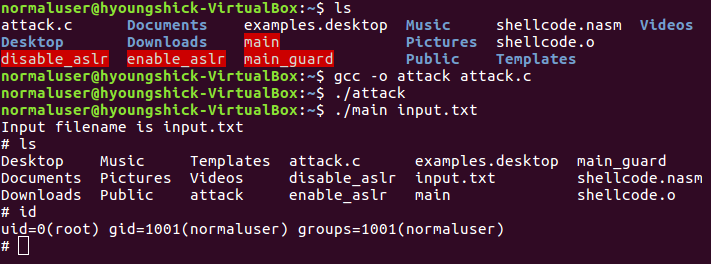 normaluser@hyoungshick-VirtualBox:~$ ls
attack.c Documents examples.desktop Music shellcode.nasm Videos
Desktop Downloads main Pictures shellcode.o
disable_aslr enable_aslr main_guard Public Templates
normaluser@hyoungshick-VirtualBox:~$ gcc -o attack attack.c
normaluser@hyoungshick-VirtualBox:~$ ./attack
normaluser@hyoungshick-VirtualBox:~$ ./main input.txt
Input filename is input.txt
# ls
Desktop Music Templates attack.c examples.desktop main_guard
Documents Pictures Videos disable_aslr input.txt shellcode.nasm
Downloads Public attack enable_aslr main shellcode.o
# id
uid=0(root) gid=1001(normaluser) groups=1001(normaluser)
#